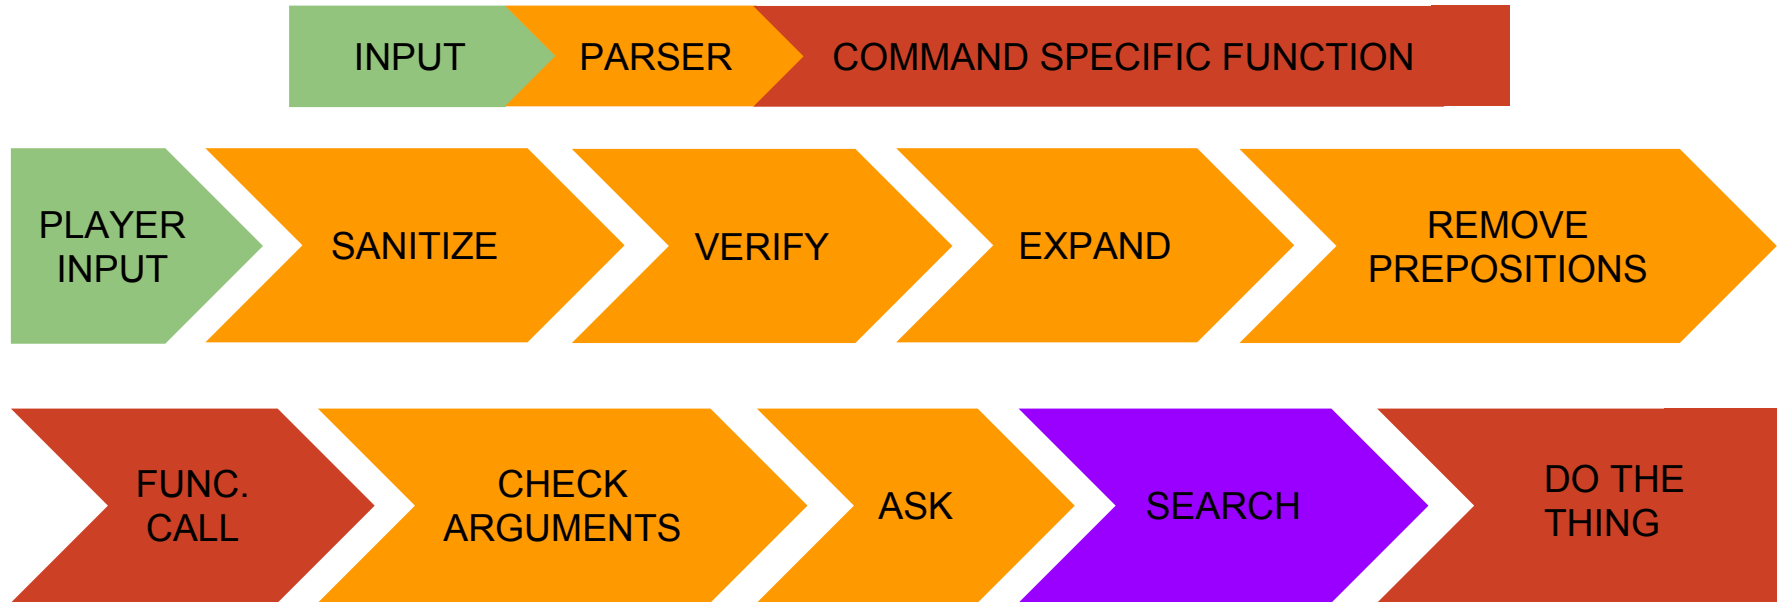 INPUT
PARSER
COMMAND SPECIFIC FUNCTION
PLAYER
INPUT
SANITIZE
VERIFY
EXPAND
REMOVE
PREPOSITIONS
FUNC.
CALL
CHECK
ARGUMENTS
ASK
SEARCH
DO THE
THING